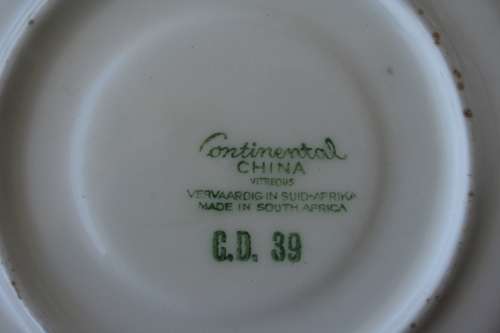 Continental
CHINA
VITREOUS
VERVAARDIG IN SUID-AFRIKA
MADE IN SOUTH AFRICA
G.D. 39